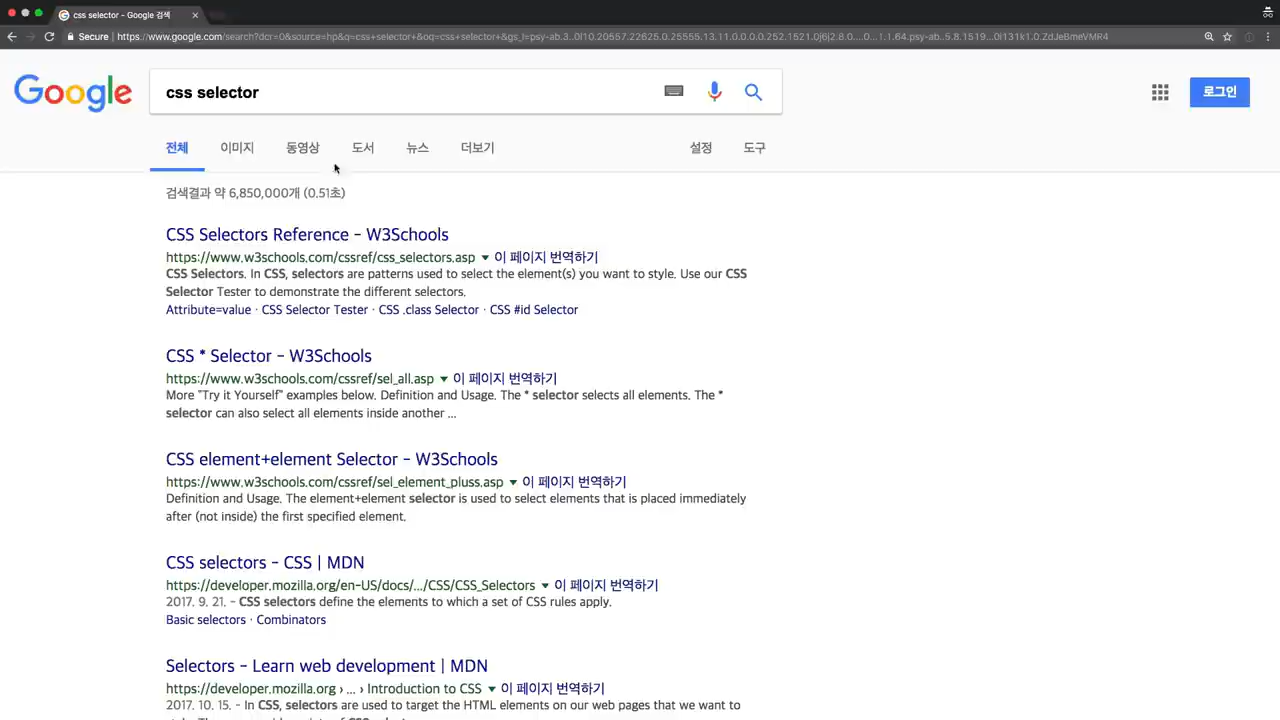 css selector - Google 검색
Secure | https://www.google.com/search?dcr=0&source=hp&q=css+selector+&oq=css+selector+&gs_l=psy-ab.3..0l10.20557.22625.0.25555.13.11.0.0.0.0.252.1521.0j6j2.8.0....0...1.1.64.psy-ab..5.8.1519...0i131k1.0.ZdJeBmeVMR4
Google
css selector
로그인
전체 이미지 동영상 도서 뉴스 더보기 설정 도구
검색결과 약 6,850,000개 (0.51초)
CSS Selectors Reference - W3Schools
https://www.w3schools.com/cssref/css_selectors.asp ▼ 이 페이지 번역하기
CSS Selectors. In CSS, selectors are patterns used to select the element(s) you want to style. Use our CSS
Selector Tester to demonstrate the different selectors.
Attribute=value · CSS Selector Tester · CSS .class Selector · CSS #id Selector
CSS * Selector - W3Schools
https://www.w3schools.com/cssref/sel_all.asp ▼ 이 페이지 번역하기
More "Try it Yourself" examples below. Definition and Usage. The * selector selects all elements. The *
selector can also select all elements inside another ...
CSS element+element Selector - W3Schools
https://www.w3schools.com/cssref/sel_element_pluss.asp ▼ 이 페이지 번역하기
Definition and Usage. The element+element selector is used to select elements that is placed immediately
after (not inside) the first specified element.
CSS selectors - CSS | MDN
https://developer.mozilla.org/en-US/docs/.../CSS/CSS_Selectors ▼ 이 페이지 번역하기
2017. 9. 21. - CSS selectors define the elements to which a set of CSS rules apply.
Basic selectors · Combinators
Selectors - Learn web development | MDN
https://developer.mozilla.org › ... › Introduction to CSS ▼ 이 페이지 번역하기
2017. 10. 15. - In CSS, selectors are used to target the HTML elements on our web pages that we want to